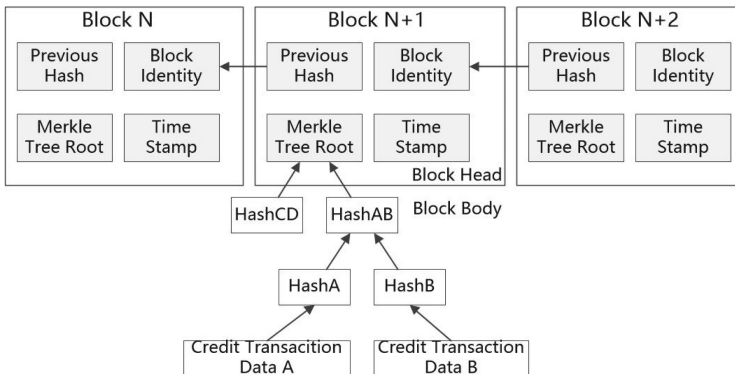 Block N
Block N+1
Block N+2
Previous
Hash
Block
Identity
Previous
Hash
Block
Identity
Previous
Hash
Block
Identity
Merkle
Tree Root
Time
Stamp
Merkle
Tree Root
Time
Stamp
Merkle
Tree Root
Time
Stamp
Block Head
HashCD
HashAB
Block Body
HashA
HashB
Credit Transacition
Data A
Credit Transaction
Data B